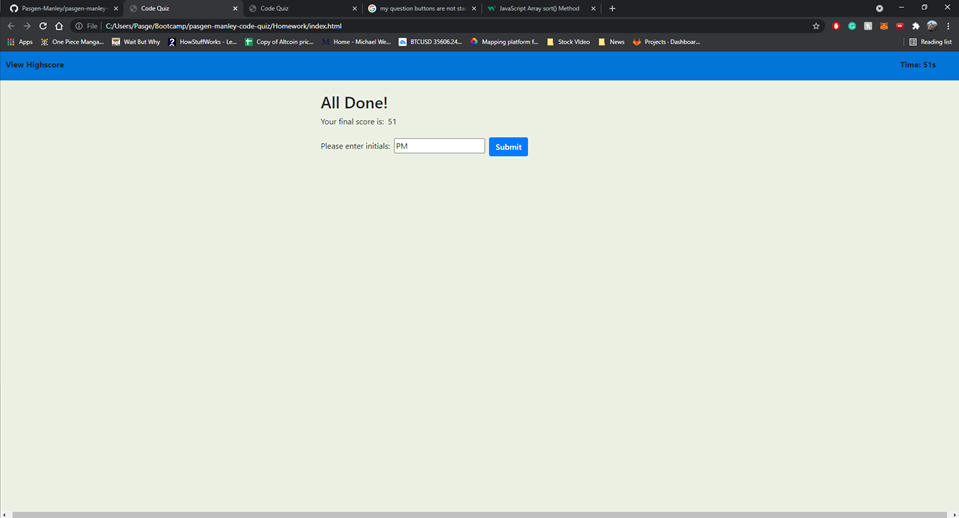 Pasgen-Manley/pasgen-manley-
Code Quiz
Code Quiz
my question buttons are not sta
JavaScript Array sort() Method
File
C:/Users/Pasge/Bootcamp/pasgen-manley-code-quiz/Homework/index.html
Apps
One Piece Manga...
Wait But Why
HowStuffWorks - Le...
Copy of Altcoin pric...
Home - Michael We...
BTCUSD 35606.24...
Mapping platform f...
Stock VIdeo
News
Projects · Dashboar...
Reading list
View Highscore
Time: 51s
All Done!
Your final score is: 51
Please enter initials: PM Submit